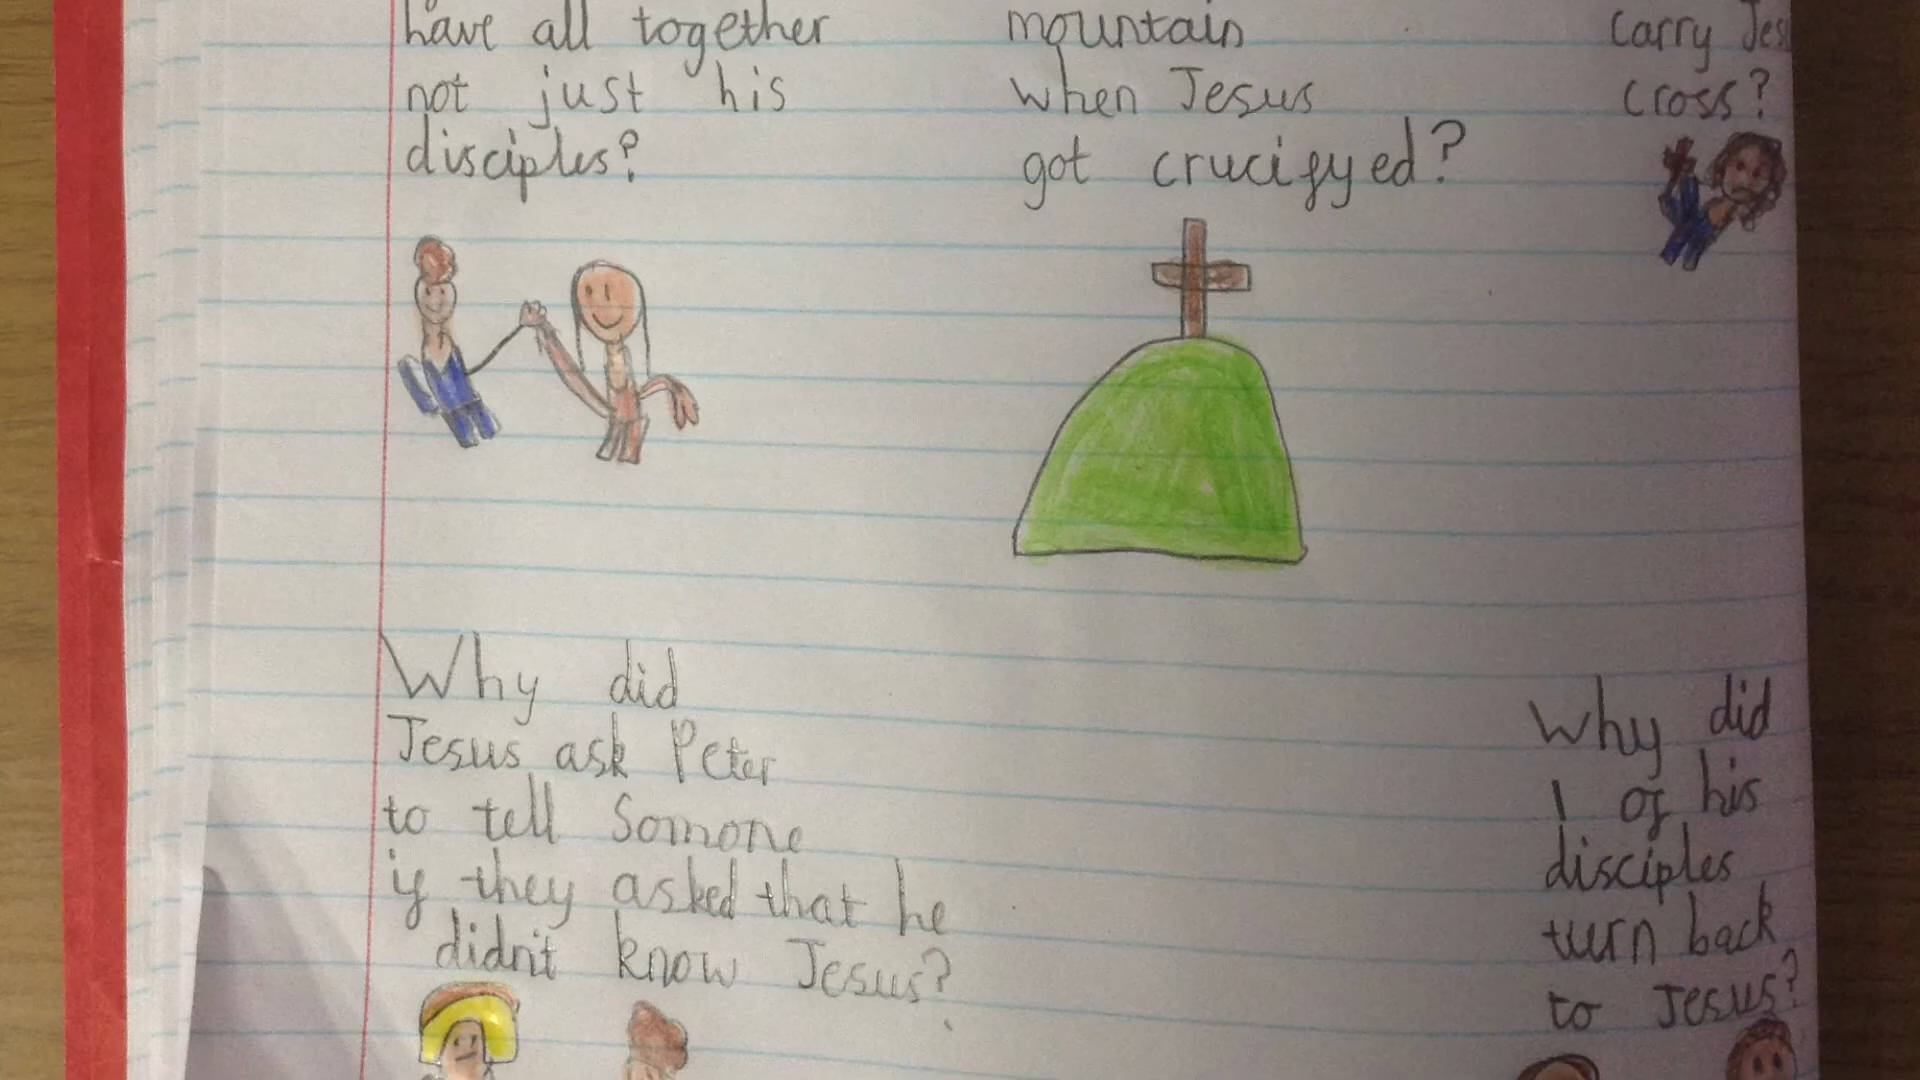 have all together
not just his
disciples?
mountain
when Jesus
got crucifyed?
carry Jes
cross?
Why did
Jesus ask Peter
to tell Somone
if they asked that he
didn't know Jesus?
Why did
1 of his
disciples
turn back
to Jesus?